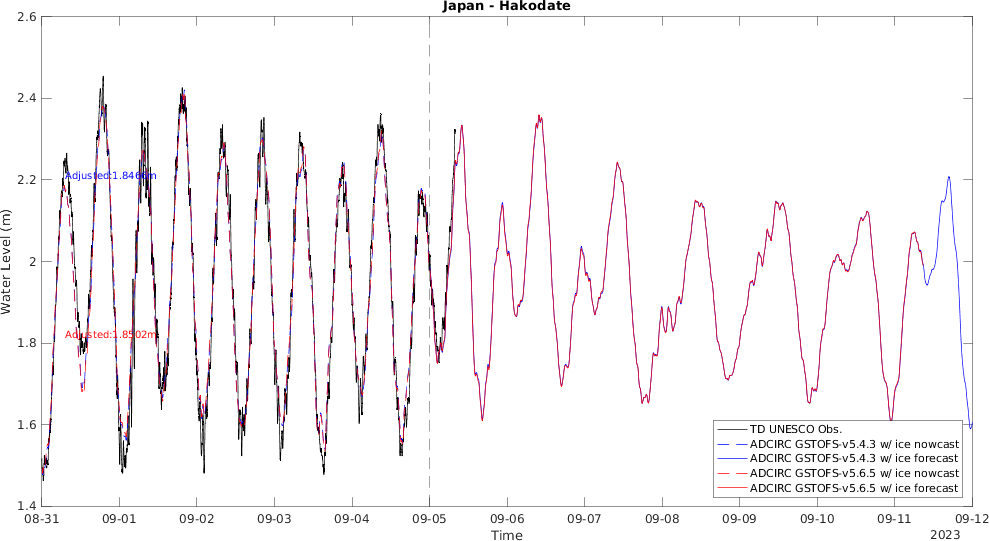 Japan - Hakodate
2.6
2.4
2.2
2
1.8
1.6
1.4
Water Level (m)
Adjusted:1.8466m
Adjusted:1.8502m
TD UNESCO Obs.
ADCIRC GSTOFS-v5.4.3 w/ ice nowcast
ADCIRC GSTOFS-v5.4.3 w/ ice forecast
ADCIRC GSTOFS-v5.6.5 w/ ice nowcast
ADCIRC GSTOFS-v5.6.5 w/ ice forecast
08-31 09-01 09-02 09-03 09-04 09-05 09-06 09-07 09-08 09-09 09-10 09-11 09-12
Time
2023